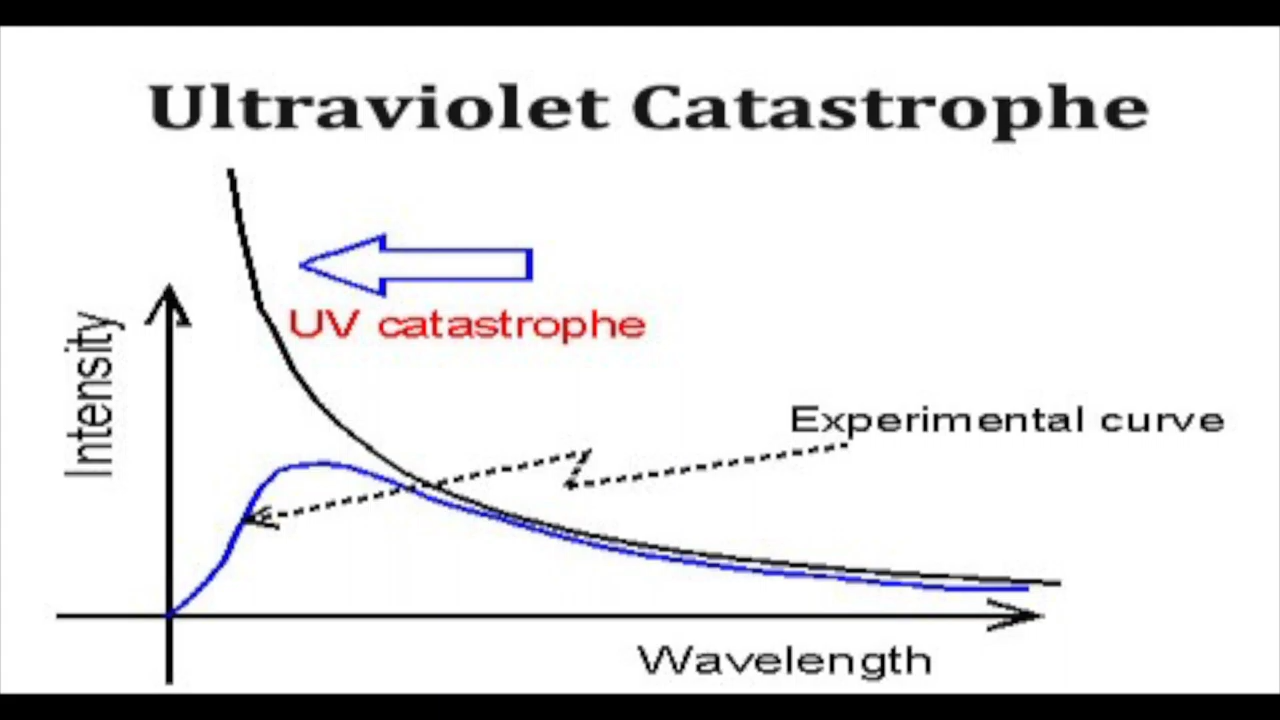 Ultraviolet Catastrophe
UV catastrophe
Intensity
Experimental curve
Wavelength